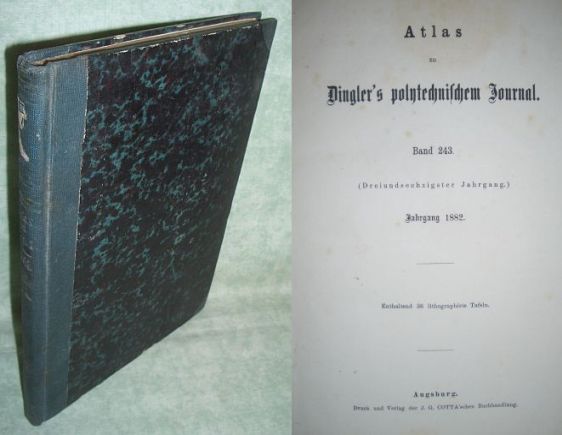 Atlas
zu
Dingler's polytechnischem Journal.
Band 243.
(Dreiundsechzigster Jahrgang.)
Jahrgang 1882.
Enthaltend 36 lithographirte Tafeln.
Augsburg.
Druck und Verlag der J. G. COTTA'schen Buchhandlung.